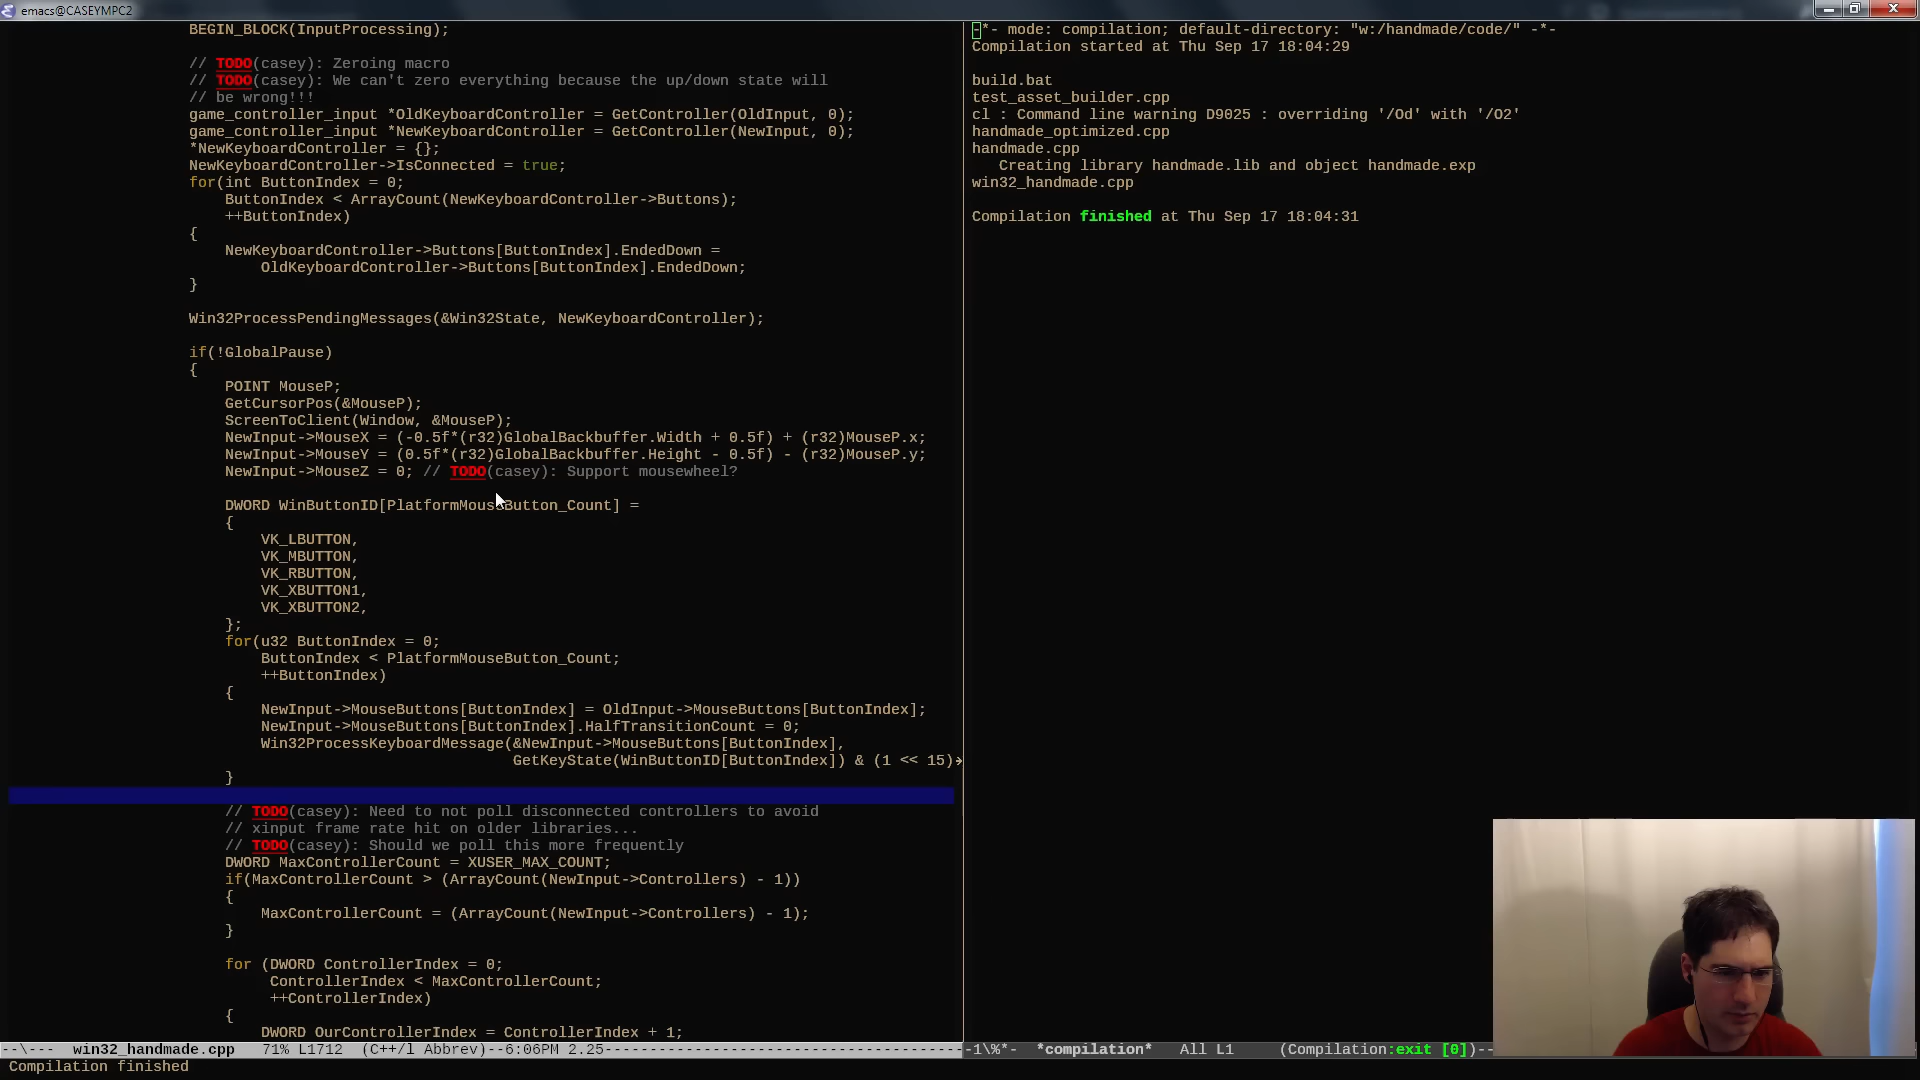 emacs@CASEYMPC2
BEGIN_BLOCK(InputProcessing);
// TODO(casey): Zeroing macro
// TODO(casey): We can't zero everything because the up/down state will
// be wrong!!!
game_controller_input *OldKeyboardController = GetController(OldInput, 0);
game_controller_input *NewKeyboardController = GetController(NewInput, 0);
*NewKeyboardController = {};
NewKeyboardController->IsConnected = true;
for(int ButtonIndex = 0;
ButtonIndex < ArrayCount(NewKeyboardController->Buttons);
++ButtonIndex)
{
NewKeyboardController->Buttons[ButtonIndex].EndedDown =
OldKeyboardController->Buttons[ButtonIndex].EndedDown;
}
Win32ProcessPendingMessages(&Win32State, NewKeyboardController);
if(!GlobalPause)
{
POINT MouseP;
GetCursorPos(&MouseP);
ScreenToClient(Window, &MouseP);
NewInput->MouseX = (-0.5f*(r32)GlobalBackbuffer.Width + 0.5f) + (r32)MouseP.x;
NewInput->MouseY = (0.5f*(r32)GlobalBackbuffer.Height - 0.5f) - (r32)MouseP.y;
NewInput->MouseZ = 0; // TODO(casey): Support mousewheel?
DWORD WinButtonID[PlatformMouseButton_Count] =
{
VK_LBUTTON,
VK_MBUTTON,
VK_RBUTTON,
VK_XBUTTON1,
VK_XBUTTON2,
};
for(u32 ButtonIndex = 0;
ButtonIndex < PlatformMouseButton_Count;
++ButtonIndex)
{
NewInput->MouseButtons[ButtonIndex] = OldInput->MouseButtons[ButtonIndex];
NewInput->MouseButtons[ButtonIndex].HalfTransitionCount = 0;
Win32ProcessKeyboardMessage(&NewInput->MouseButtons[ButtonIndex],
GetKeyState(WinButtonID[ButtonIndex]) & (1 << 15)
}
// TODO(casey): Need to not poll disconnected controllers to avoid
// xinput frame rate hit on older libraries...
// TODO(casey): Should we poll this more frequently
DWORD MaxControllerCount = XUSER_MAX_COUNT;
if(MaxControllerCount > (ArrayCount(NewInput->Controllers) - 1))
{
MaxControllerCount = (ArrayCount(NewInput->Controllers) - 1);
}
for (DWORD ControllerIndex = 0;
ControllerIndex < MaxControllerCount;
++ControllerIndex)
{
DWORD OurControllerIndex = ControllerIndex + 1;
--\--- win32_handmade.cpp 71% L1712 (C++/l Abbrev)--6:06PM 2.25----------------------------------------
Compilation finished
-*- mode: compilation; default-directory: "w:/handmade/code/" -*-
Compilation started at Thu Sep 17 18:04:29
build.bat
test_asset_builder.cpp
cl : Command line warning D9025 : overriding '/Od' with '/O2'
handmade_optimized.cpp
handmade.cpp
Creating library handmade.lib and object handmade.exp
win32_handmade.cpp
Compilation finished at Thu Sep 17 18:04:31
-1\%*- *compilation* All L1 (Compilation:exit [0])--